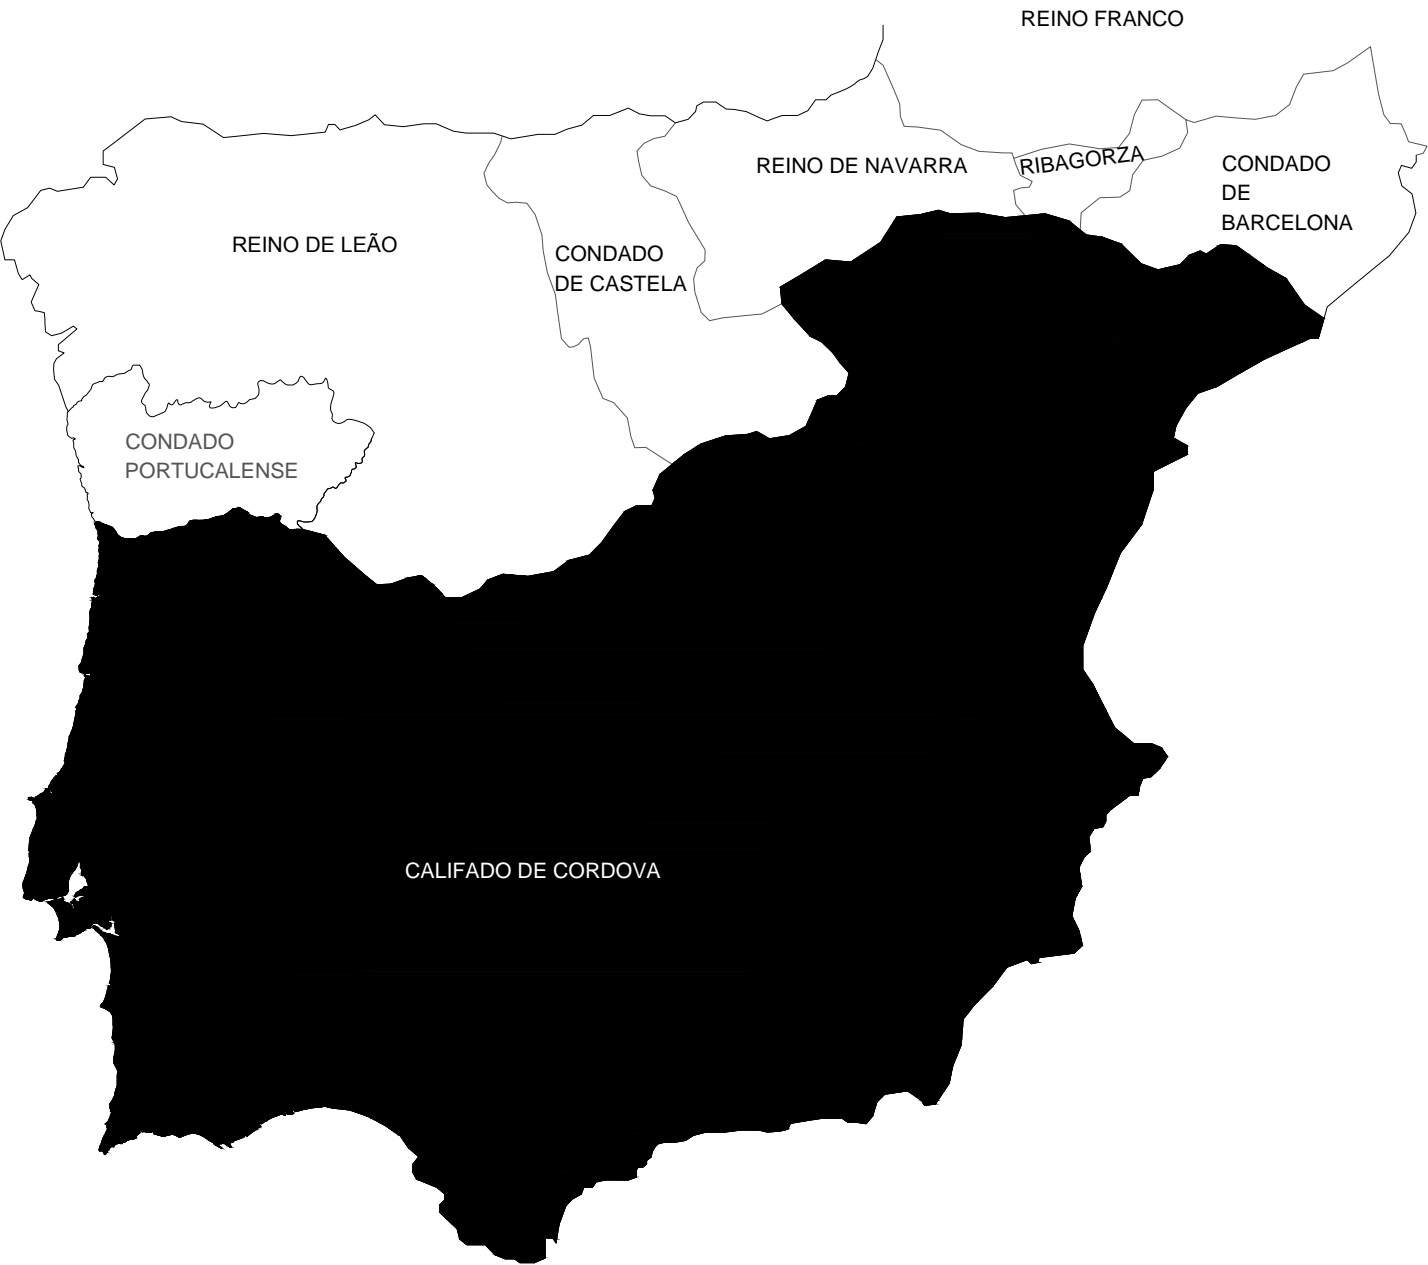 REINO FRANCO
REINO DE NAVARRA
RIBAGORZA
CONDADO
DE
BARCELONA
REINO DE LEÃO
CONDADO
DE CASTELA
CONDADO
PORTUCALENSE
CALIFADO DE CORDOVA